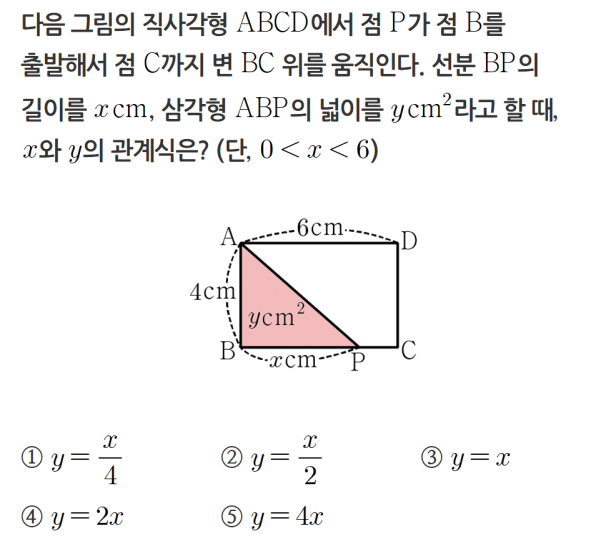 다음 그림의 직사각형 ABCD에서 점 P가 점 B를
출발해서 점 C까지 변 BC 위를 움직인다. 선분 BP의
길이를 x cm, 삼각형 ABP의 넓이를 y cm²라고 할 때,
x와 y의 관계식은? (단, 0 < x < 6)
6cm
A
D
4cm
ycm²
B
xcm
P
C
① y = x/4 ② y = x/2 ③ y = x
④ y = 2x ⑤ y = 4x